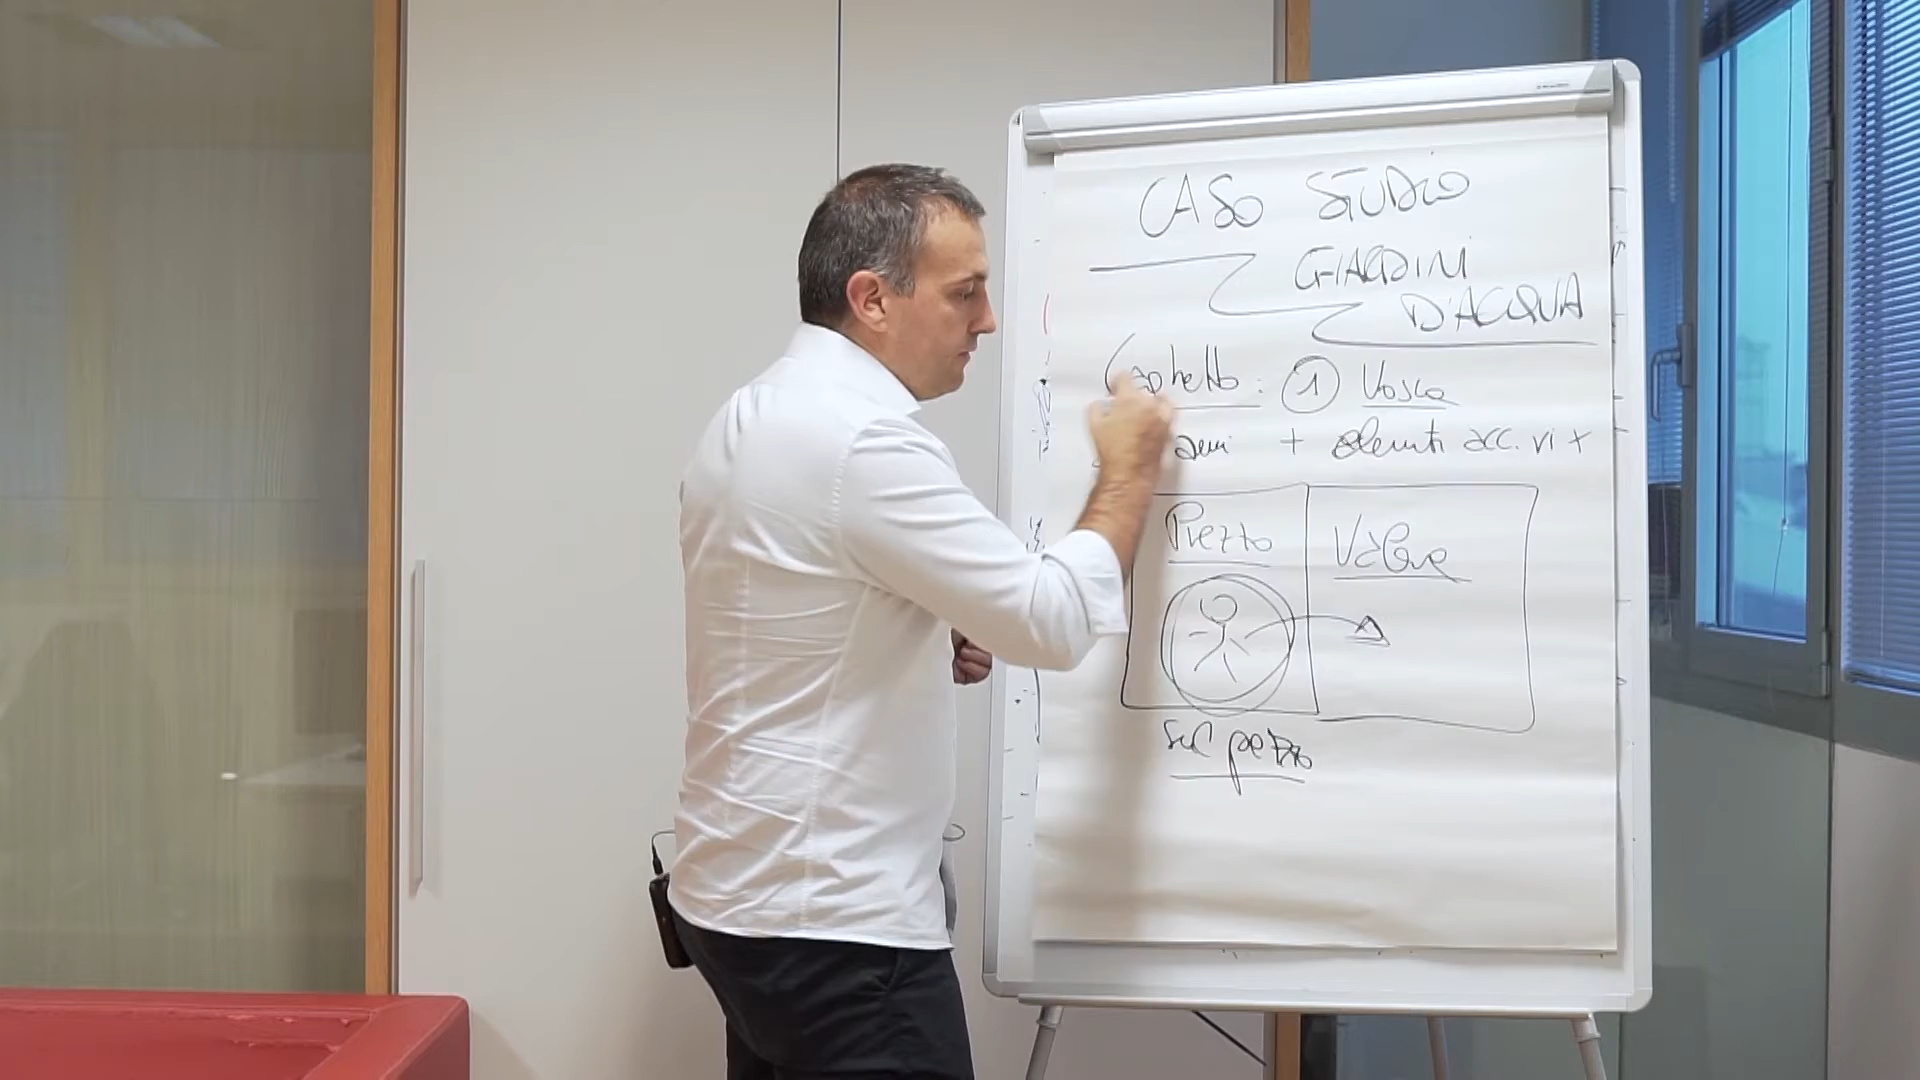 CASO STUDIO
GIARDINI
D'ACQUA
: 1 Vasca
+ elementi acc. vi +
Prezzo
Valore
sul prezzo